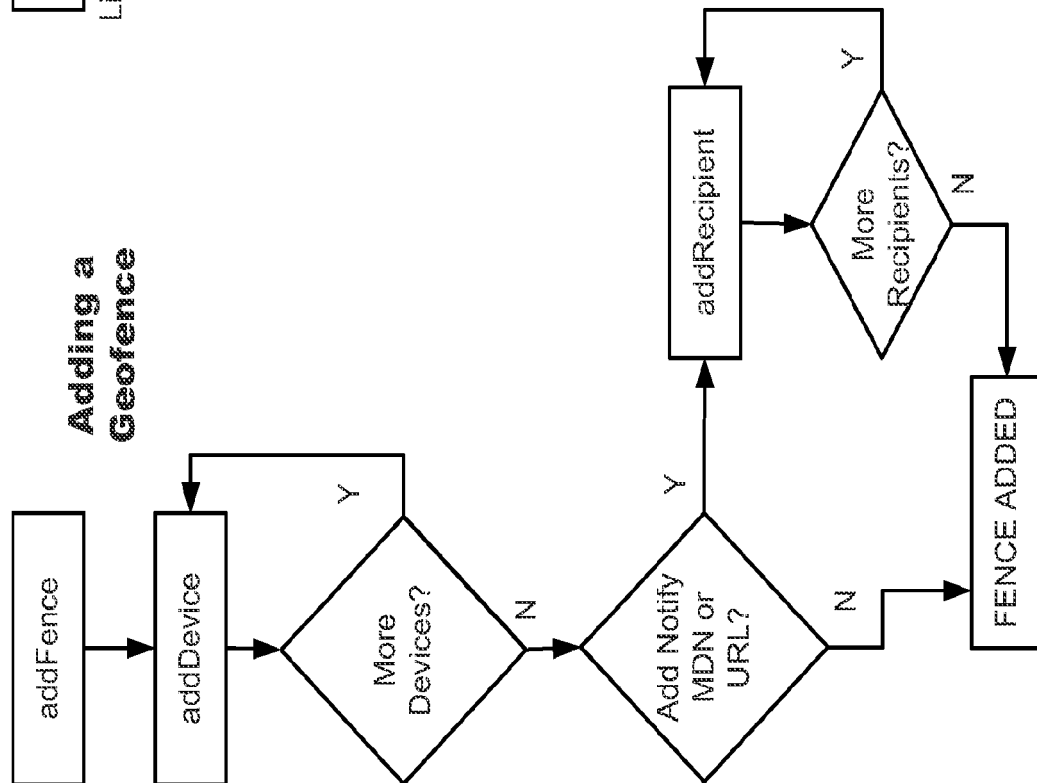 Adding a
Geofence
addFence
addDevice
More
Devices?
Y
N
Add Notify
MDN or
URL?
Y
N
addRecipient
More
Recipients?
Y
N
FENCE ADDED